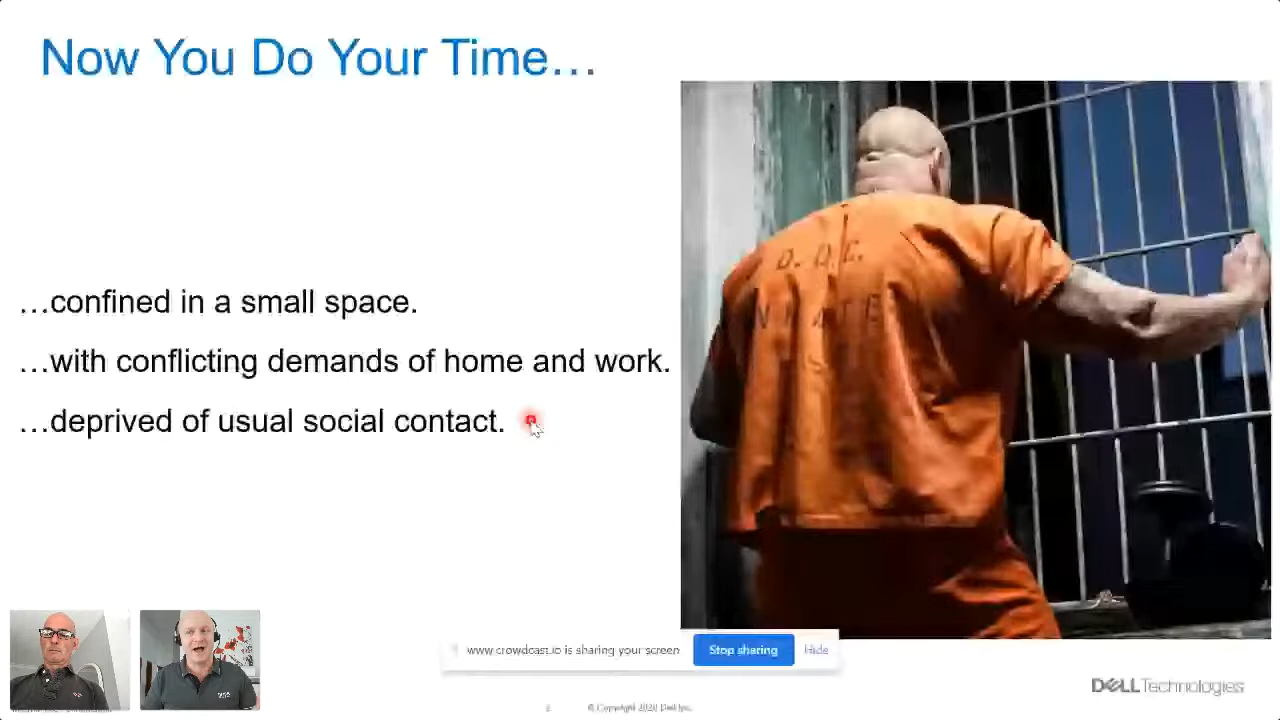 Now You Do Your Time...
D.O.C.
INMATE
...confined in a small space.
...with conflicting demands of home and work.
...deprived of usual social contact.
www.crowdcast.io is sharing your screen
Stop sharing
Hide
DELL Technologies
© Copyright 2020 Dell Inc.